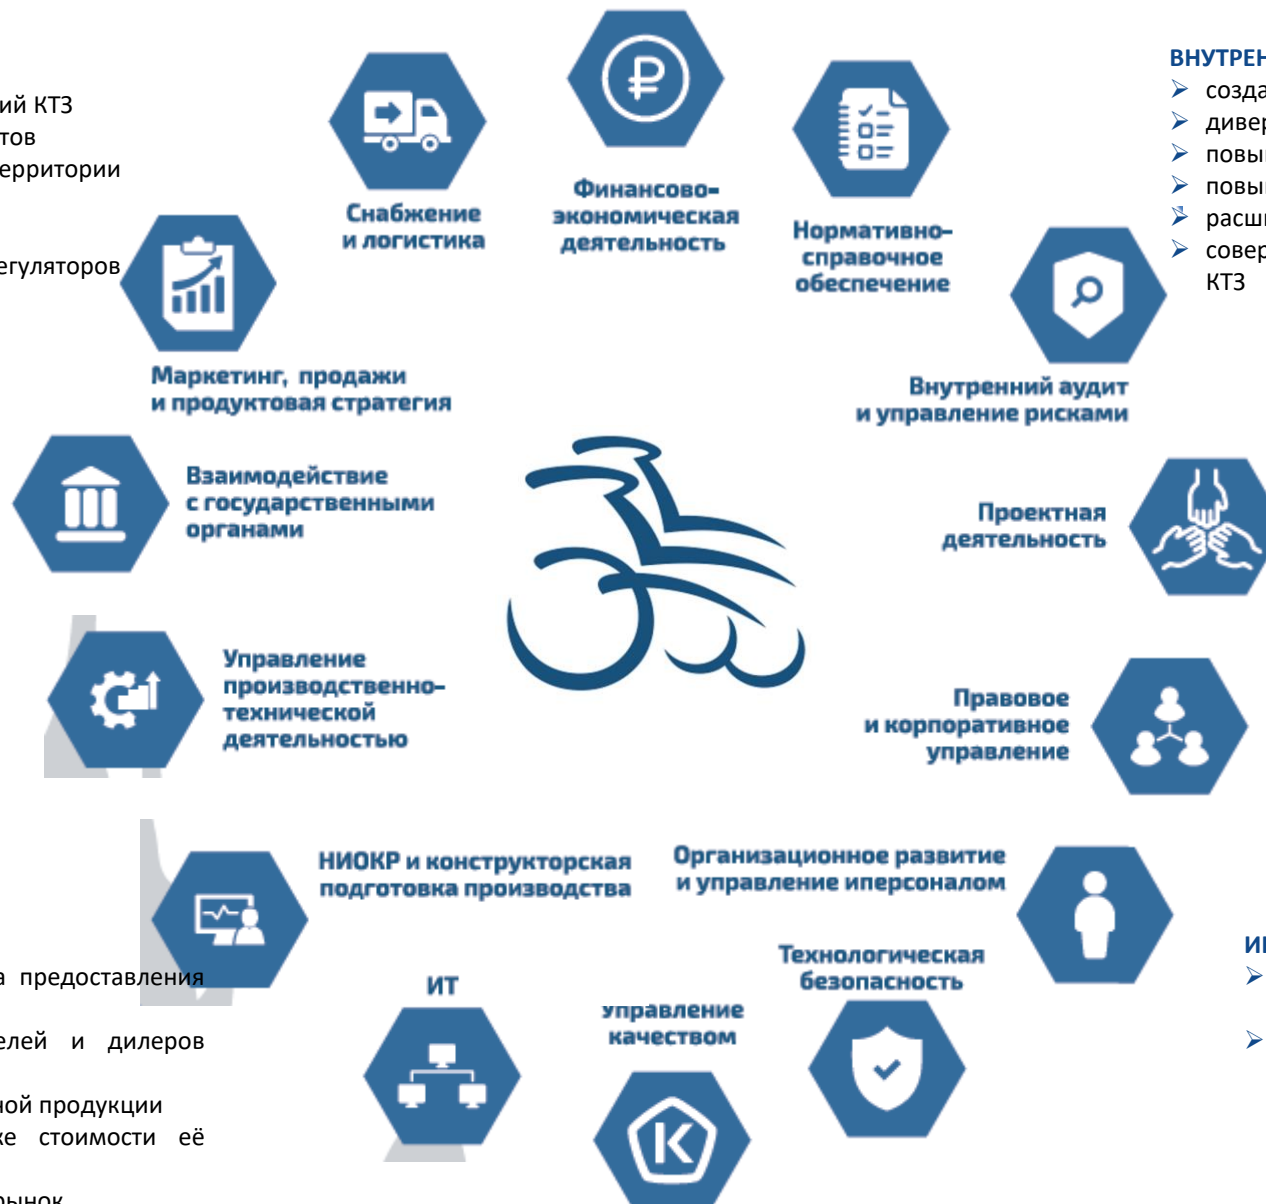 ий КТЗ
тов
ерритории
егуляторов
Снабжение
и логистика
Финансово-
экономическая
деятельность
Нормативно-
справочное
обеспечение
ВНУТРЕН
созда
дивер
повы
повы
расши
совер
КТЗ
Маркетинг, продажи
и продуктовая стратегия
Внутренний аудит
и управление рисками
Взаимодействие
с государственными
органами
Проектная
деятельность
Управление
производственно-
технической
деятельностью
Правовое
и корпоративное
управление
НИОКР и конструкторская
подготовка производства
Организационное развитие
и управление иперсоналом
Технологическая
безопасность
ИТ
Управление
качеством
К
а предоставления
елей и дилеров
ной продукции
ке стоимости её
рынок